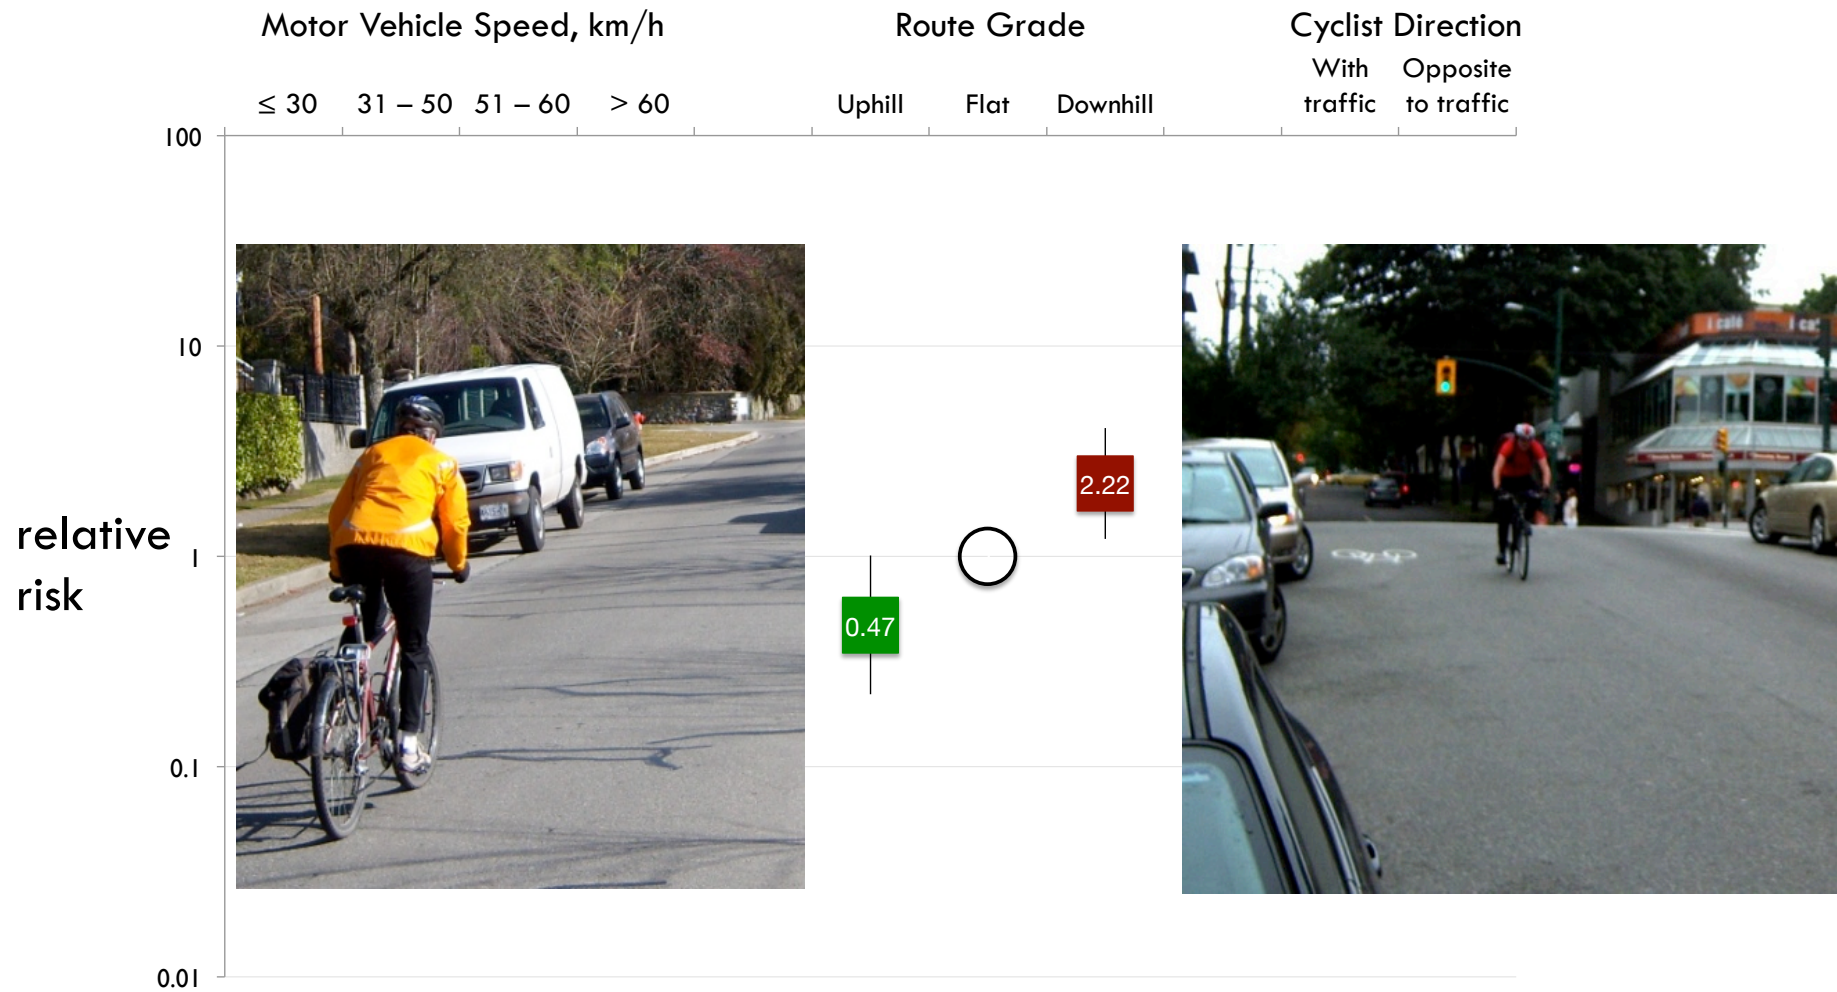 Motor Vehicle Speed, km/h
Route Grade
Cyclist Direction
≤ 30
31 – 50
51 – 60
> 60
Uphill
Flat
Downhill
With
traffic
Opposite
to traffic
100
10
1
0.1
0.01
relative
risk
0.47
2.22
i café